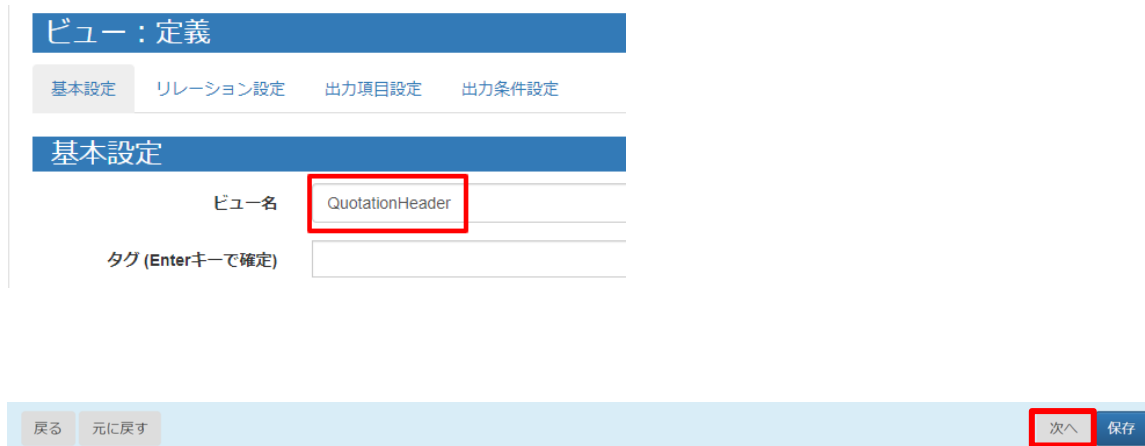 ビュー：定義
基本設定 リレーション設定 出力項目設定 出力条件設定
基本設定
ビュー名 QuotationHeader
タグ (Enterキーで確定)
戻る 元に戻す 次へ 保存